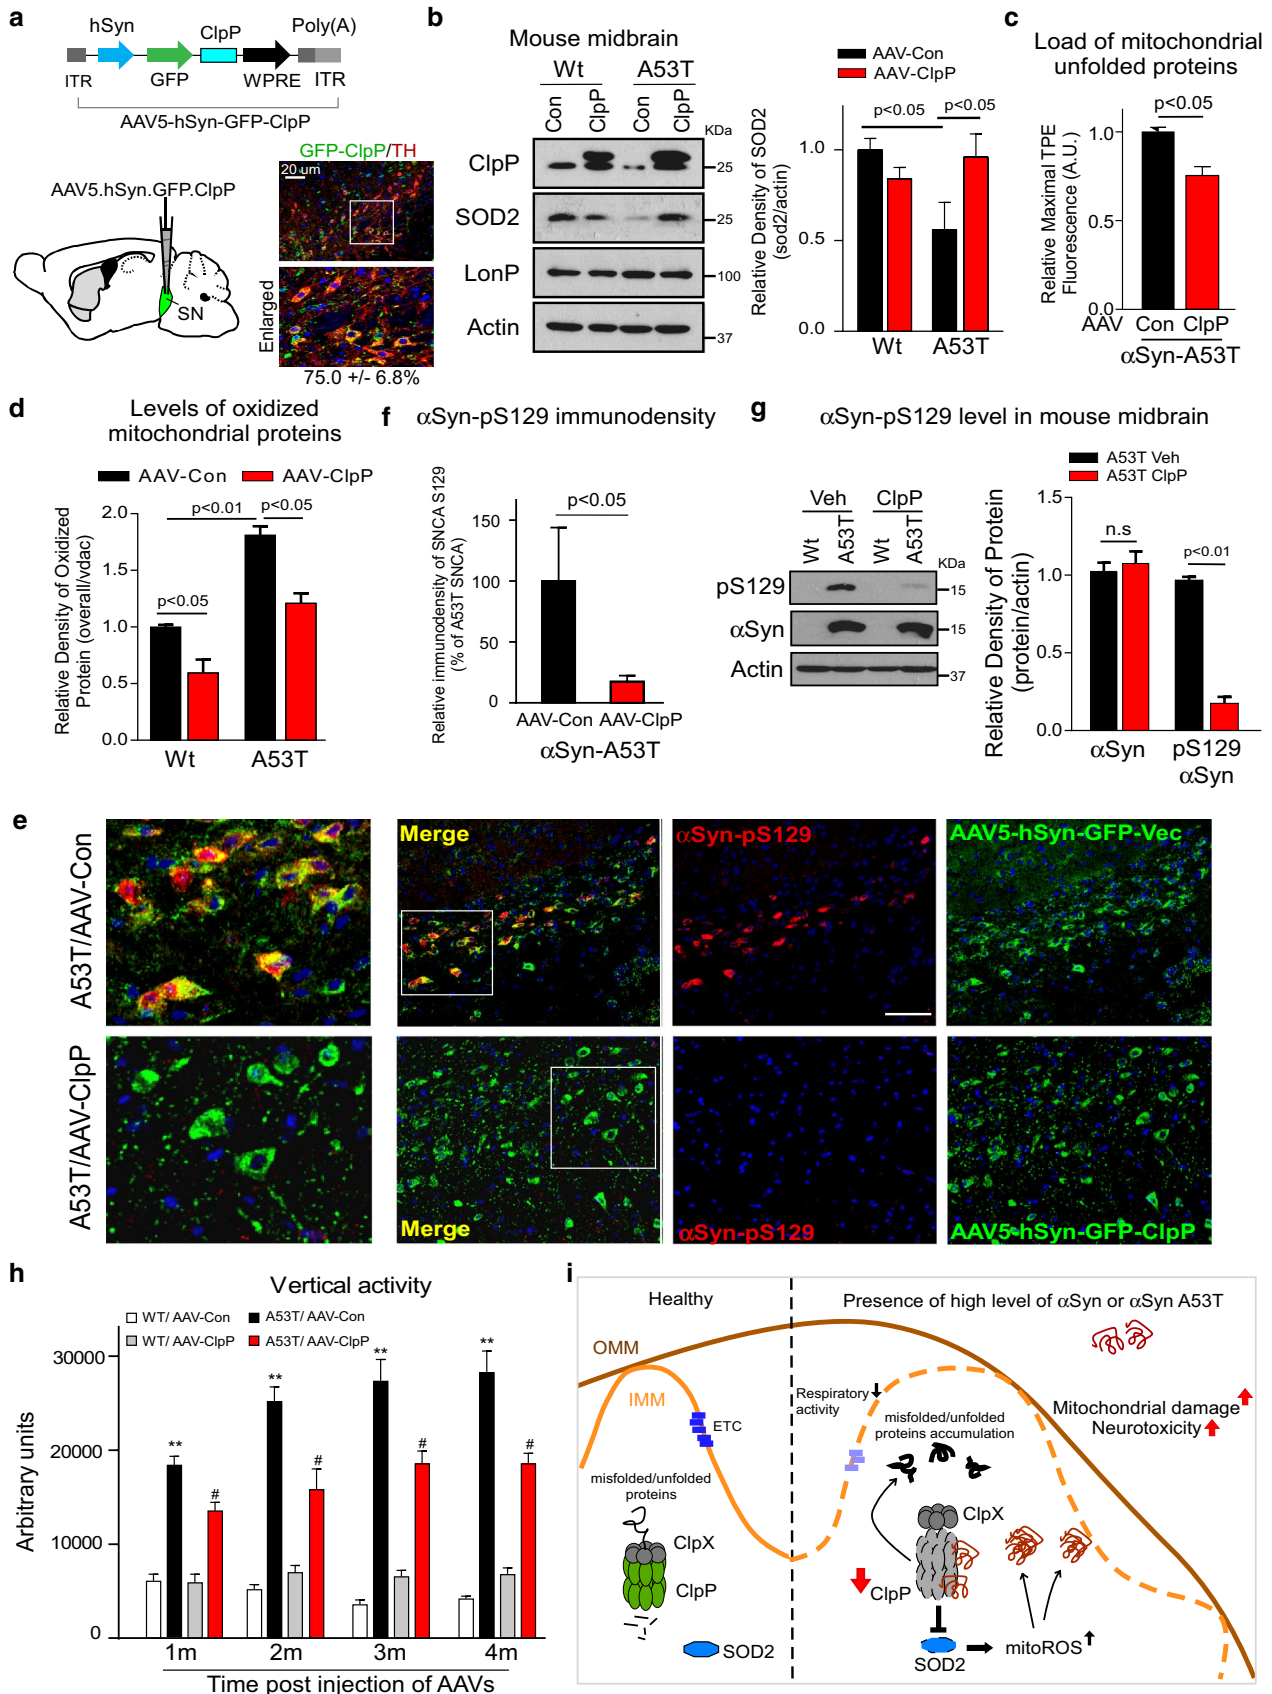 a
hSyn
ClpP
Poly(A)
ITR
GFP
WPRE
ITR
AAV5-hSyn-GFP-ClpP
GFP-ClpP/TH
20 um
AAV5.hSyn.GFP.ClpP
SN
Enlarged
75.0 +/- 6.8%
b
Mouse midbrain
Wt
A53T
Con
ClpP
Con
ClpP
KDa
ClpP
25
SOD2
25
LonP
100
Actin
37
AAV-Con
AAV-ClpP
p<0.05
p<0.05
Relative Density of SOD2
(sod2/actin)
1.0
0.5
0.0
Wt
A53T
c
Load of mitochondrial
unfolded proteins
p<0.05
Relative Maximal TPE
Fluorescence (A.U.)
1.0
0.5
0.0
AAV
Con
ClpP
αSyn-A53T
d
Levels of oxidized
mitochondrial proteins
AAV-Con
AAV-ClpP
p<0.01
p<0.05
p<0.05
Relative Density of Oxidized
Protein (overall/vdac)
2.0
1.0
0.5
0.0
Wt
A53T
f
αSyn-pS129 immunodensity
p<0.05
Relative immunodensity of SNCA S129
(% of A53T SNCA)
150
100
50
0
AAV-Con
AAV-ClpP
αSyn-A53T
g
αSyn-pS129 level in mouse midbrain
Veh
ClpP
Wt
A53T
Wt
A53T
KDa
pS129
15
αSyn
15
Actin
37
A53T Veh
A53T ClpP
n.s
p<0.01
Relative Density of Protein
(protein/actin)
1.5
1.0
0.5
0.0
αSyn
pS129
αSyn
e
A53T/AAV-Con
Merge
αSyn-pS129
AAV5-hSyn-GFP-Vec
A53T/AAV-ClpP
Merge
αSyn-pS129
AAV5-hSyn-GFP-ClpP
h
Vertical activity
WT/ AAV-Con
A53T/ AAV-Con
WT/ AAV-ClpP
A53T/ AAV-ClpP
Arbitrary units
30000
20000
10000
0
**
#
**
#
**
#
**
#
1m
2m
3m
4m
Time post injection of AAVs
i
Healthy
Presence of high level of αSyn or αSyn A53T
OMM
IMM
ETC
Respiratory
activity
misfolded/unfolded
proteins accumulation
Mitochondrial damage
Neurotoxicity
misfolded/unfolded
proteins
ClpX
ClpP
SOD2
ClpX
ClpP
SOD2
mitoROS